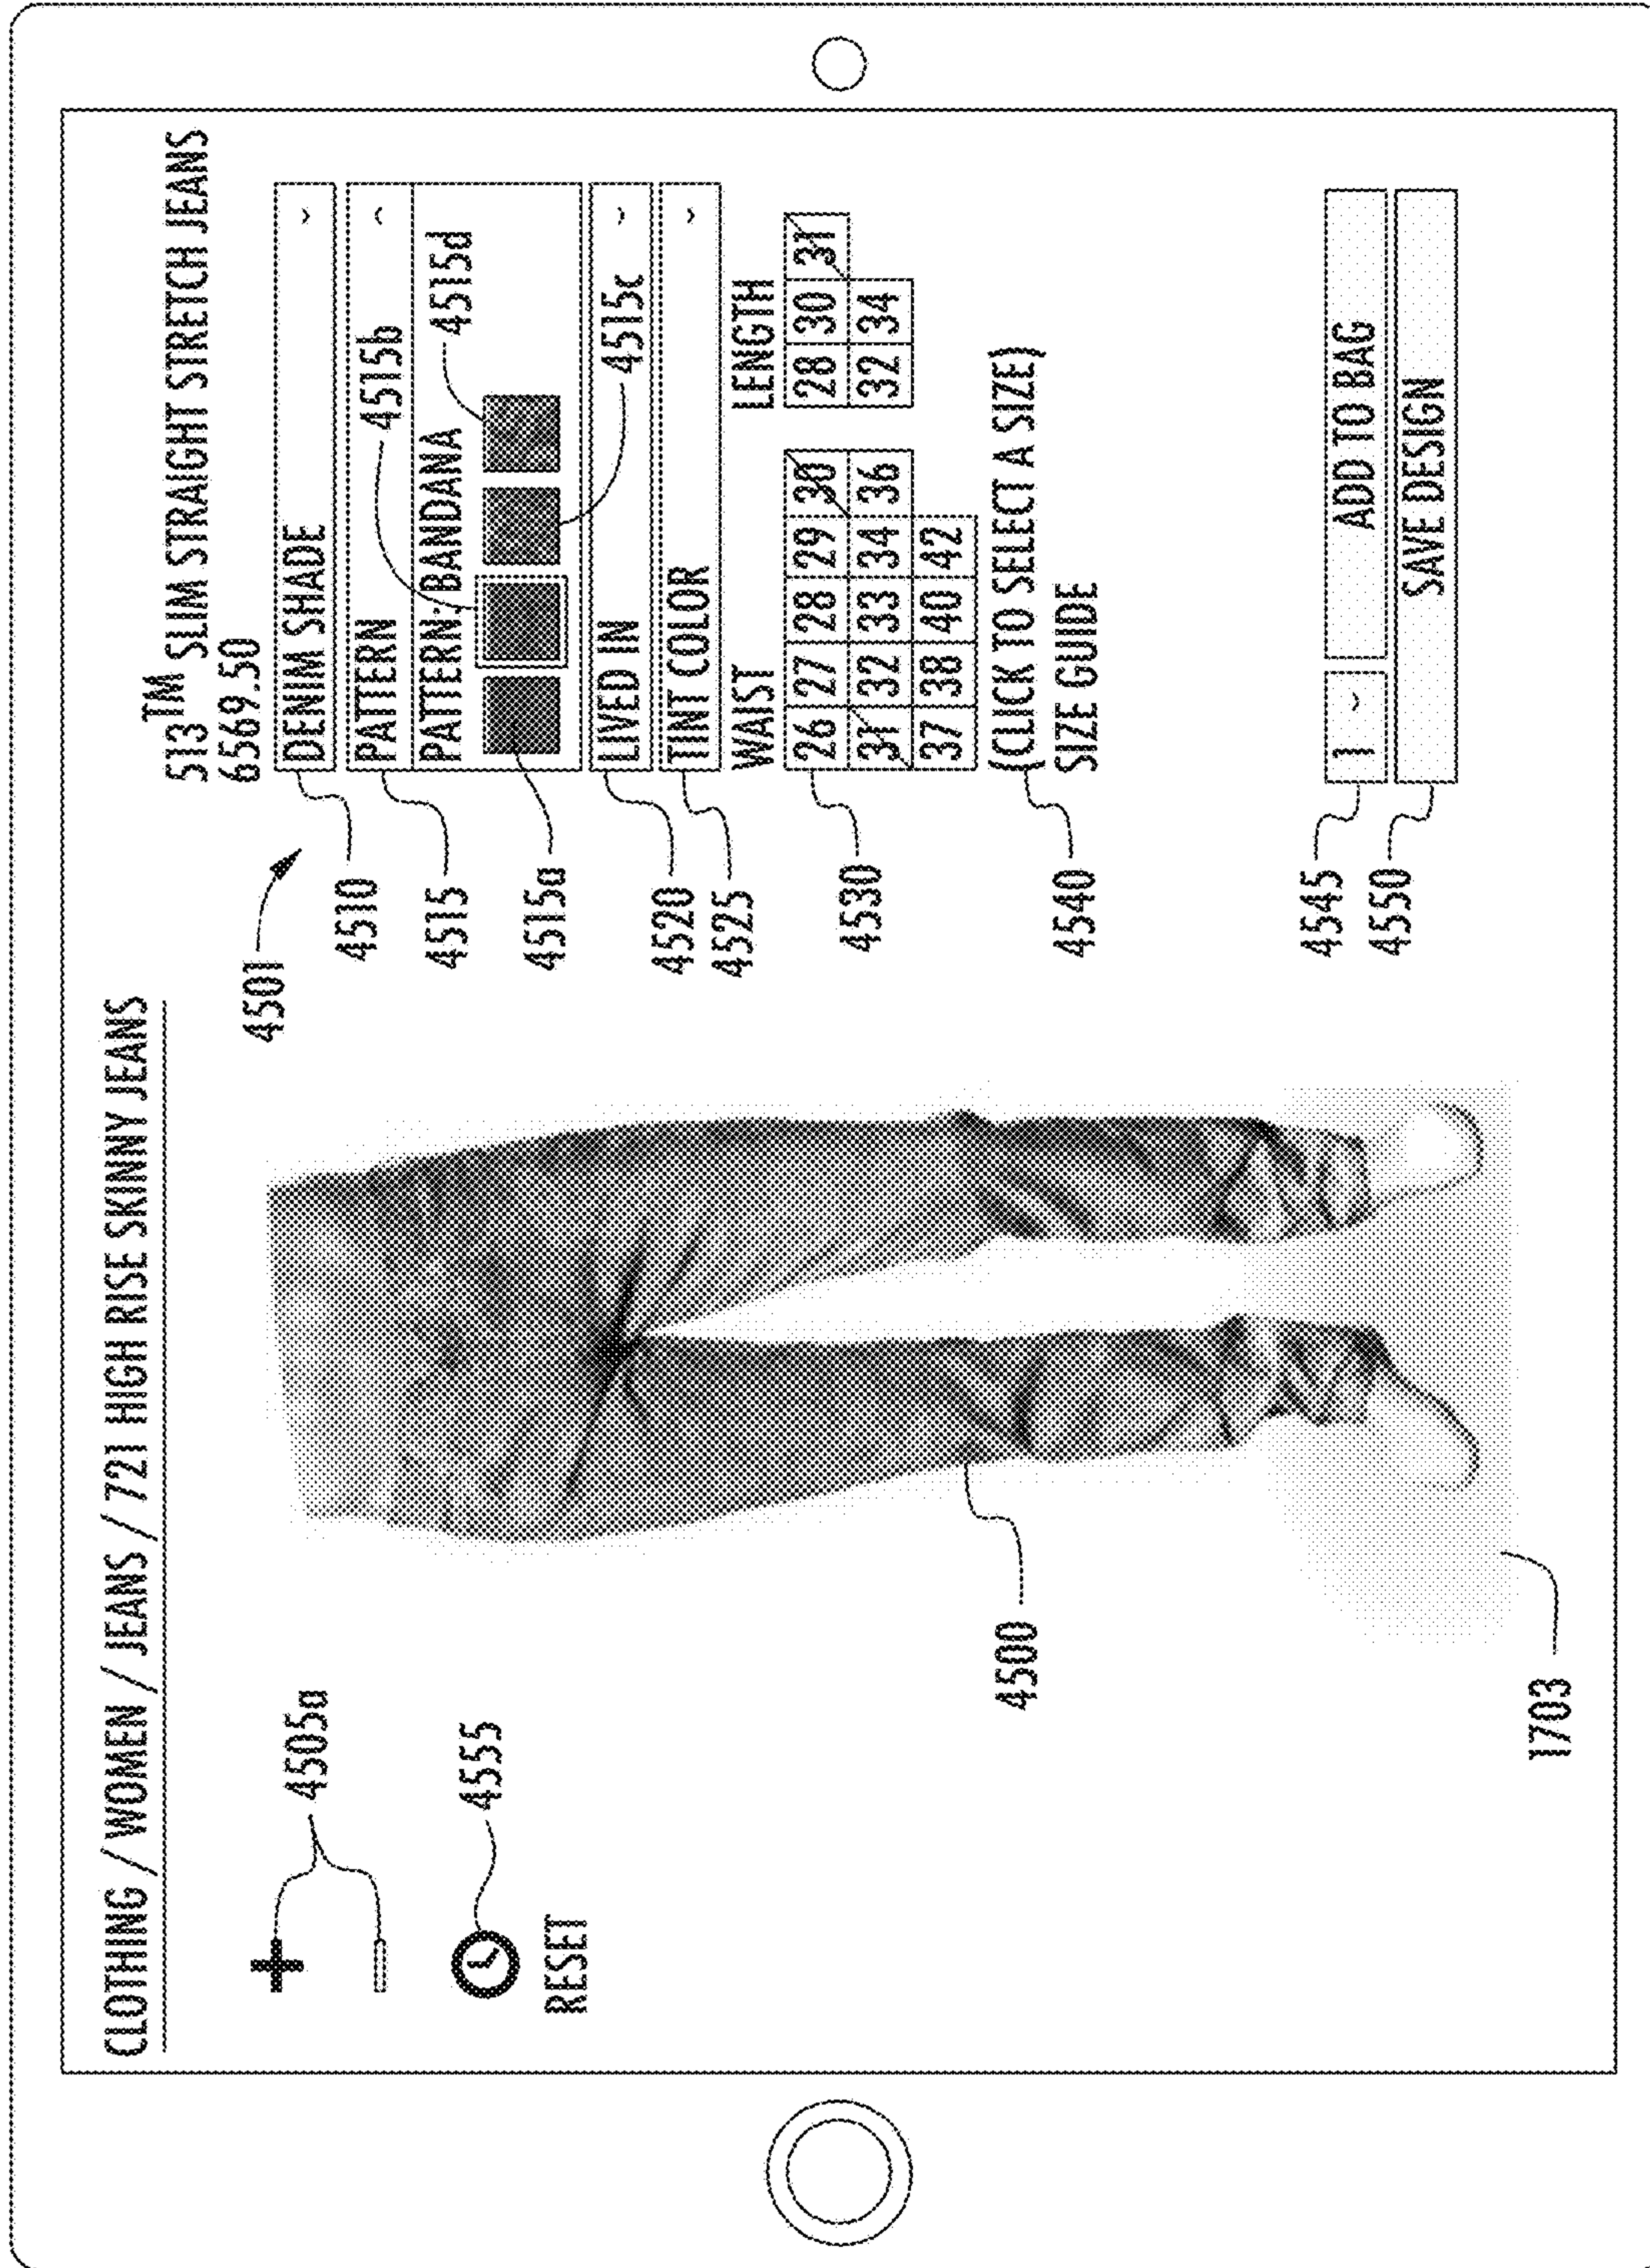 CLOTHING / WOMEN / JEANS / 721 HIGH RISE SKINNY JEANS
4505a
4555
RESET
4500
1703
4501
513™ SLIM STRAIGHT STRETCH JEANS
6569.50
4510
DENIM SHADE
4515
PATTERN
4515b
PATTERN: BANDANA
4515d
4515a
4515c
4520
LIVED IN
4525
TINT COLOR
WAIST LENGTH
4530
26 27 28 29 30 28 30 31
31 32 33 34 36 32 34
37 38 40 42
4540
(CLICK TO SELECT A SIZE)
SIZE GUIDE
4545
1 ADD TO BAG
4550
SAVE DESIGN